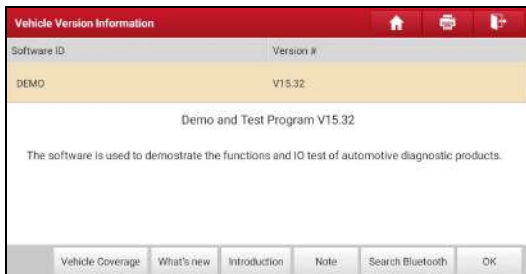 Vehicle Version Information
Software ID Version #
DEMO V15.32
Demo and Test Program V15.32
The software is used to demostrate the functions and IO test of automotive diagnostic products.
Vehicle Coverage What's new Introduction Note Search Bluetooth OK